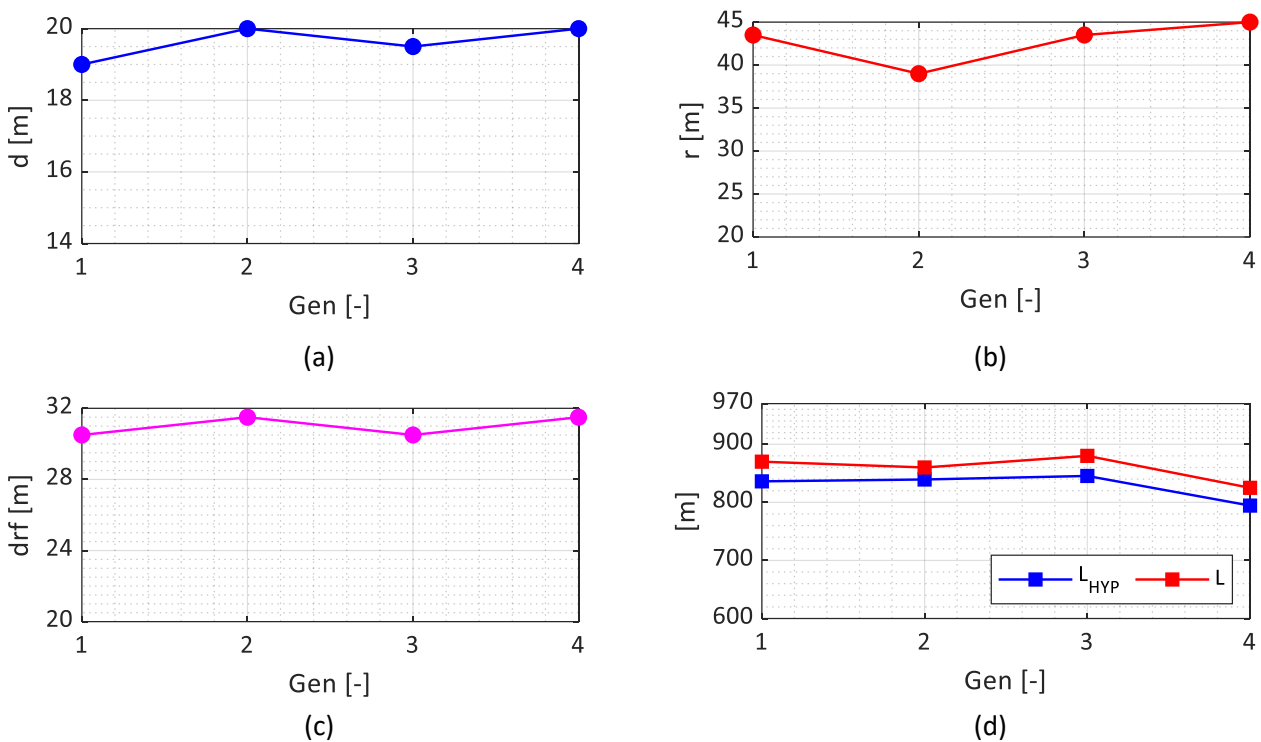 20
18
16
14
d [m]
1 2 3 4
Gen [-]
(a)
45
40
35
30
25
20
r [m]
1 2 3 4
Gen [-]
(b)
32
28
24
20
drf [m]
1 2 3 4
Gen [-]
(c)
970
900
800
700
600
[m]
L_HYP L
1 2 3 4
Gen [-]
(d)